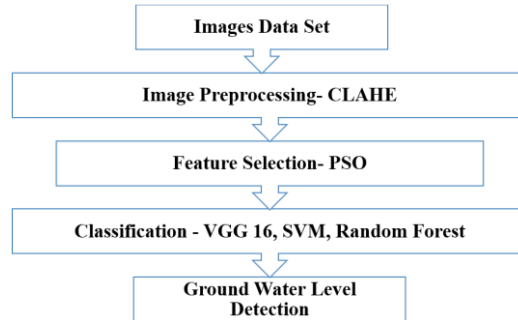 Images Data Set
Image Preprocessing- CLAHE
Feature Selection- PSO
Classification - VGG 16, SVM, Random Forest
Ground Water Level
Detection